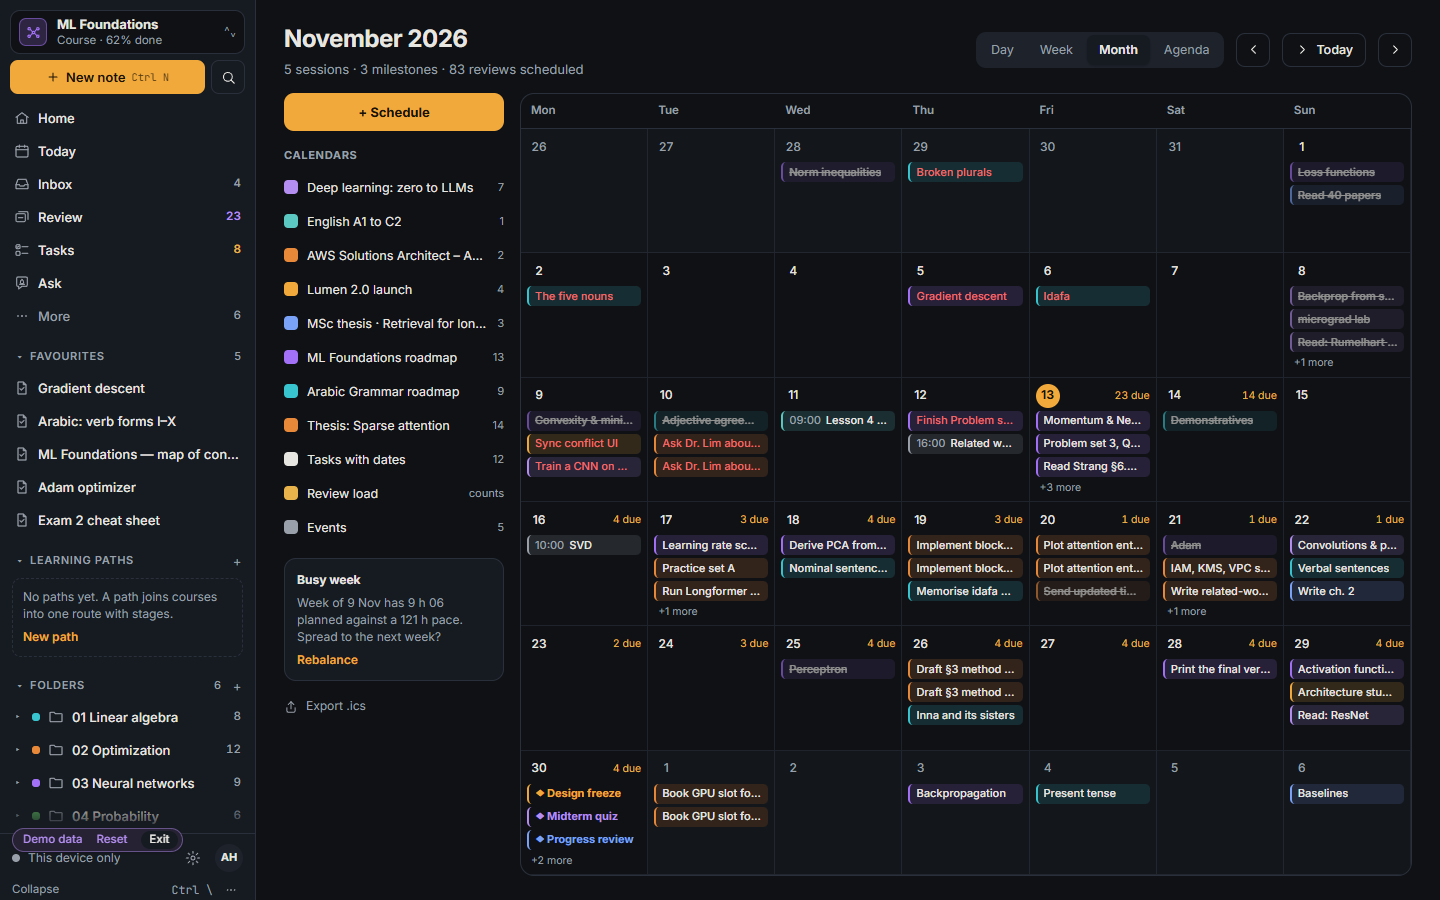 ML Foundations
Course · 62% done
+ New note Ctrl N
Home
Today
Inbox 4
Review 23
Tasks 8
Ask
More 6
FAVOURITES 5
Gradient descent
Arabic: verb forms I–X
ML Foundations — map of con...
Adam optimizer
Exam 2 cheat sheet
LEARNING PATHS +
No paths yet. A path joins courses
into one route with stages.
New path
FOLDERS 6 +
01 Linear algebra 8
02 Optimization 12
03 Neural networks 9
04 Probability 6
Demo data Reset Exit
This device only AH
Collapse Ctrl \ ...
November 2026
5 sessions · 3 milestones · 83 reviews scheduled
Day Week Month Agenda
Today
+ Schedule
CALENDARS
Deep learning: zero to LLMs 7
English A1 to C2 1
AWS Solutions Architect – A... 2
Lumen 2.0 launch 4
MSc thesis · Retrieval for lon... 3
ML Foundations roadmap 13
Arabic Grammar roadmap 9
Thesis: Sparse attention 14
Tasks with dates 12
Review load counts
Events 5
Busy week
Week of 9 Nov has 9 h 06
planned against a 121 h pace.
Spread to the next week?
Rebalance
Export .ics
Mon Tue Wed Thu Fri Sat Sun
26 27 28 29 30 31 1
Norm inequalities Broken plurals Loss functions
Read 40 papers
2 3 4 5 6 7 8
The five nouns Gradient descent Idafa Backprop from s...
micrograd lab
Read: Rumelhart ...
+1 more
9 10 11 12 13 23 due 14 14 due 15
Convexity & mini... Adjective agree... 09:00 Lesson 4 ... Finish Problem s... Momentum & Ne... Demonstratives
Sync conflict UI Ask Dr. Lim abou... 16:00 Related w... Problem set 3, Q...
Train a CNN on ... Ask Dr. Lim abou... Read Strang §6....
+3 more
16 4 due 17 3 due 18 4 due 19 3 due 20 1 due 21 1 due 22 1 due
10:00 SVD Learning rate sc... Derive PCA from... Implement block... Plot attention ent... Adam Convolutions & p...
Practice set A Nominal sentenc... Implement block... Plot attention ent... IAM, KMS, VPC s... Verbal sentences
Run Longformer ... Memorise idafa ... Send updated ti... Write related-wo... Write ch. 2
+1 more +1 more
23 2 due 24 3 due 25 4 due 26 4 due 27 4 due 28 4 due 29 4 due
Perceptron Draft §3 method ... Print the final ver... Activation functi...
Draft §3 method ... Architecture stu...
Inna and its sisters Read: ResNet
30 4 due 1 2 3 4 5 6
Design freeze Book GPU slot fo... Backpropagation Present tense Baselines
Midterm quiz Book GPU slot fo...
Progress review
+2 more